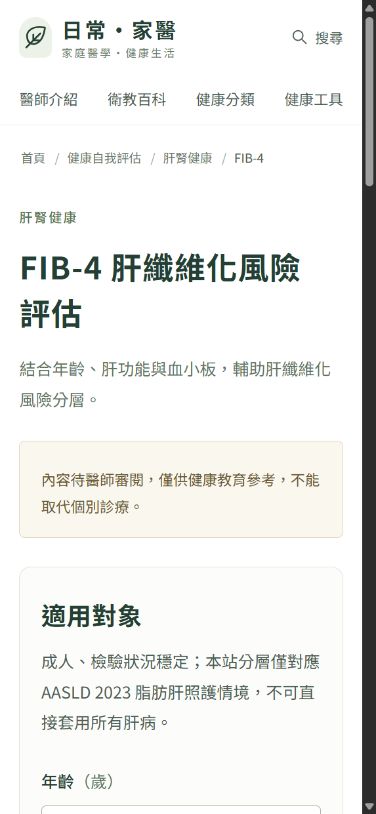 日常・家醫
家庭醫學・健康生活
搜尋
醫師介紹 衛教百科 健康分類 健康工具
首頁 / 健康自我評估 / 肝腎健康 / FIB-4
肝腎健康
FIB-4 肝纖維化風險
評估
結合年齡、肝功能與血小板，輔助肝纖維化
風險分層。
內容待醫師審閱，僅供健康教育參考，不能
取代個別診療。
適用對象
成人、檢驗狀況穩定；本站分層僅對應
AASLD 2023 脂肪肝照護情境，不可直
接套用所有肝病。
年齡（歲）